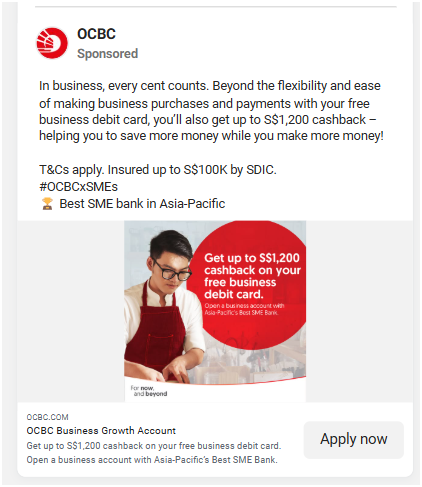 OCBC
Sponsored
In business, every cent counts. Beyond the flexibility and ease
of making business purchases and payments with your free
business debit card, you'll also get up to S$1,200 cashback –
helping you to save more money while you make more money!
T&Cs apply. Insured up to S$100K by SDIC.
#OCBCxSMEs
🏆 Best SME bank in Asia-Pacific
Get up to S$1,200
cashback on your
free business
debit card.
Open a business account with
Asia-Pacific's Best SME Bank.
For now,
and beyond
OCBC.COM
OCBC Business Growth Account
Get up to S$1,200 cashback on your free business debit card.
Open a business account with Asia-Pacific's Best SME Bank.
Apply now